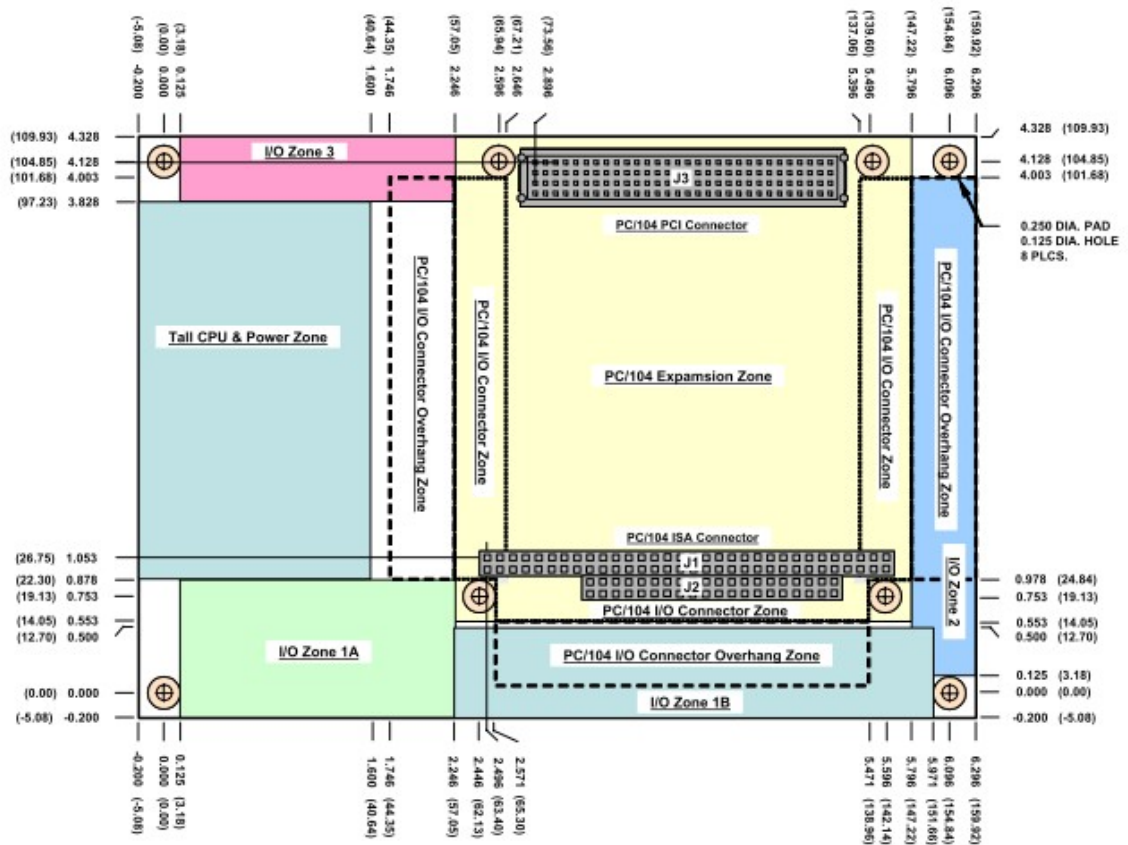 (-5.08) -0.200
(0.00) 0.000
(3.18) 0.125
(40.64) 1.600
(44.35) 1.746
(57.05) 2.246
(65.94) 2.596
(67.21) 2.646
(73.56) 2.896
(137.06) 5.396
(139.60) 5.496
(147.22) 5.796
(154.84) 6.096
(159.92) 6.296
(109.93) 4.328
(104.85) 4.128
(101.68) 4.003
(97.23) 3.828
4.328 (109.93)
4.128 (104.85)
4.003 (101.68)
0.250 DIA. PAD
0.125 DIA. HOLE
8 PLCS.
I/O Zone 3
J3
PC/104 PCI Connector
Tall CPU & Power Zone
PC/104 I/O Connector Overhang Zone
PC/104 I/O Connector Zone
PC/104 Expamsion Zone
PC/104 I/O Connector Zone
PC/104 I/O Connector Overhang Zone
I/O Zone 2
PC/104 ISA Connector
J1
J2
PC/104 I/O Connector Zone
I/O Zone 1A
PC/104 I/O Connector Overhang Zone
I/O Zone 1B
(26.75) 1.053
(22.30) 0.878
(19.13) 0.753
(14.05) 0.553
(12.70) 0.500
(0.00) 0.000
(-5.08) -0.200
0.978 (24.84)
0.753 (19.13)
0.553 (14.05)
0.500 (12.70)
0.125 (3.18)
0.000 (0.00)
-0.200 (-5.08)
-0.200 (-5.08)
0.000 (0.00)
0.125 (3.18)
1.600 (40.64)
1.746 (44.35)
2.246 (57.05)
2.446 (62.13)
2.496 (63.40)
2.571 (65.30)
5.471 (138.96)
5.596 (142.14)
5.796 (147.22)
5.971 (151.66)
6.096 (154.84)
6.296 (159.92)